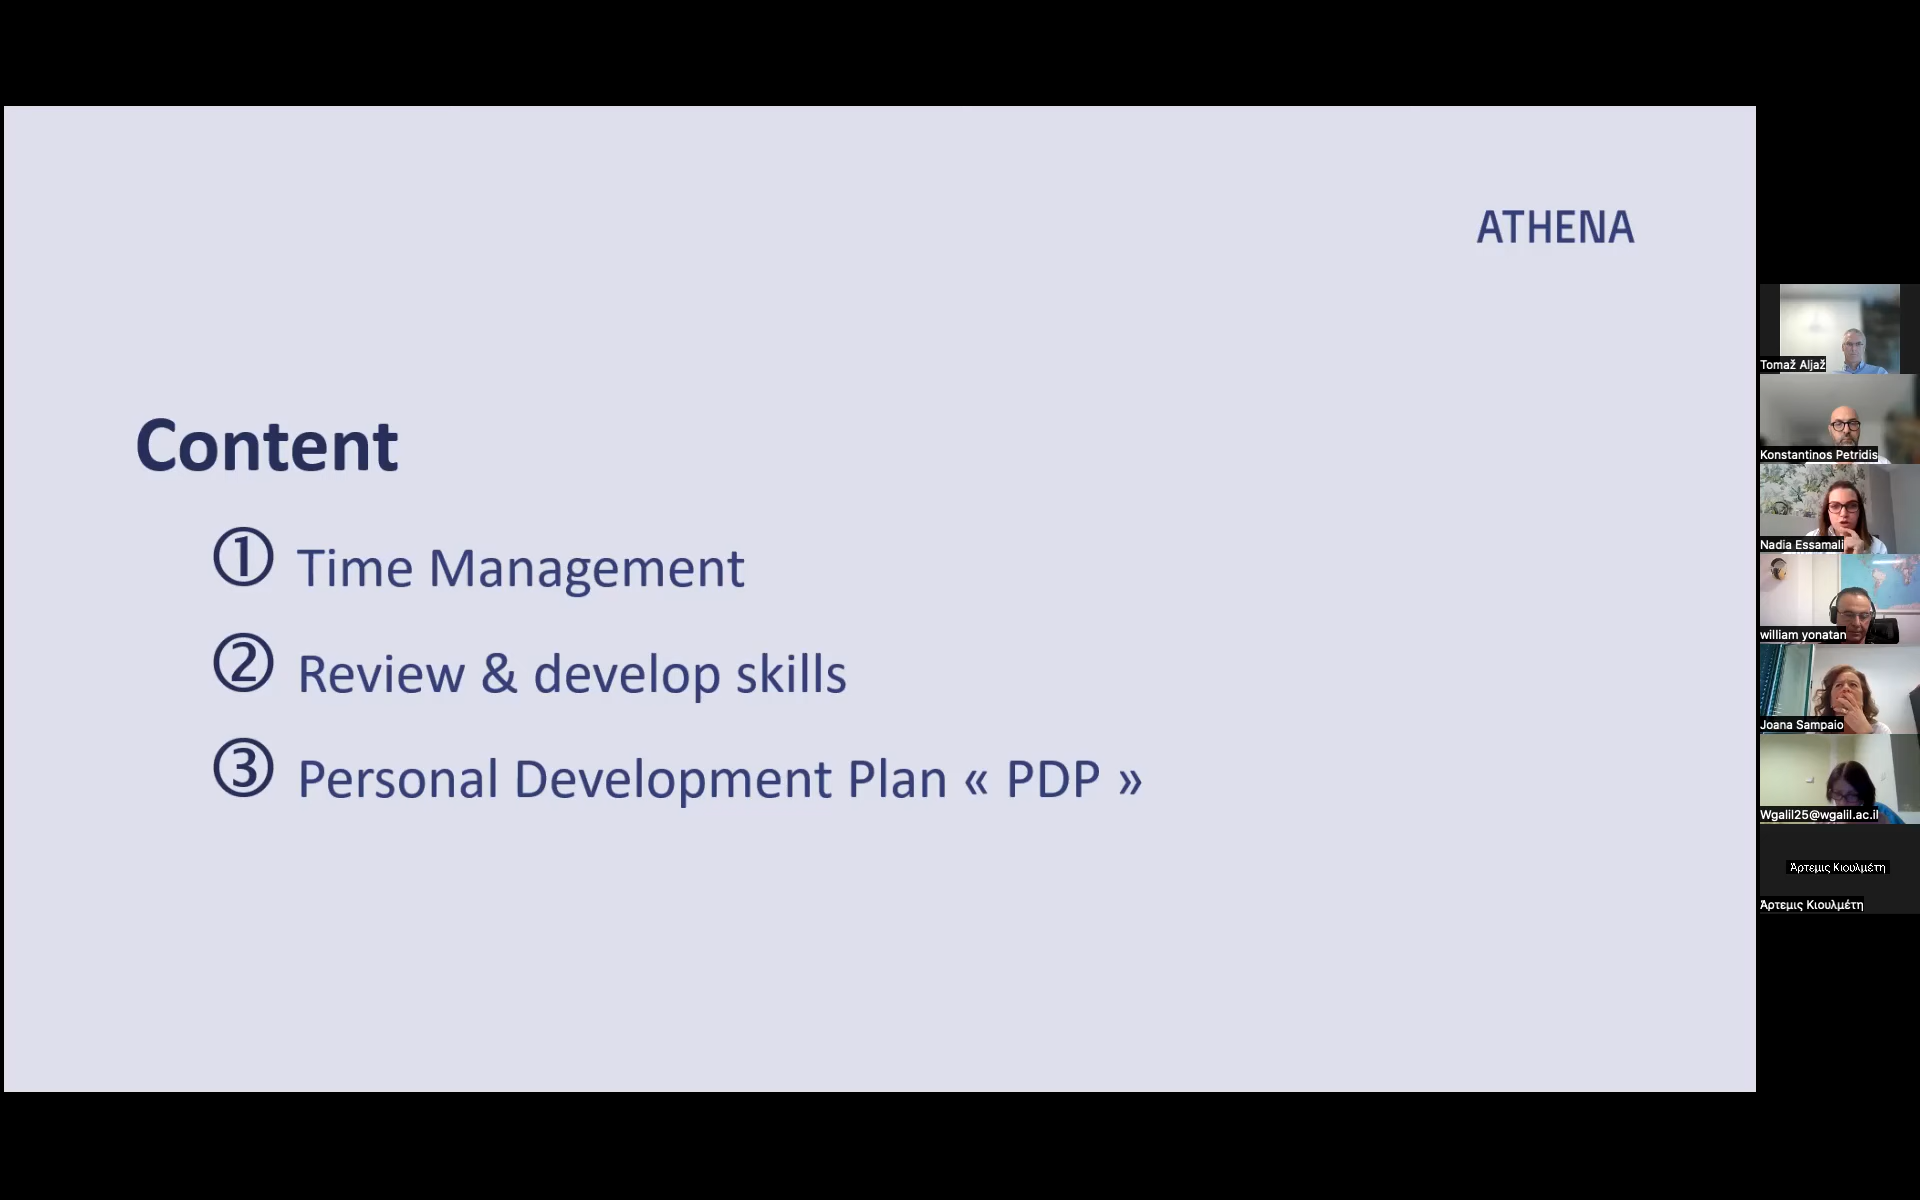 ATHENA
Content
① Time Management
② Review & develop skills
③ Personal Development Plan « PDP »
Tomaž Aljaž
Konstantinos Petridis
Nadia Essamali
william yonatan
Joana Sampaio
Wgalil25@wgalil.ac.il
Άρτεμις Κιουλμέτη
Άρτεμις Κιουλμέτη